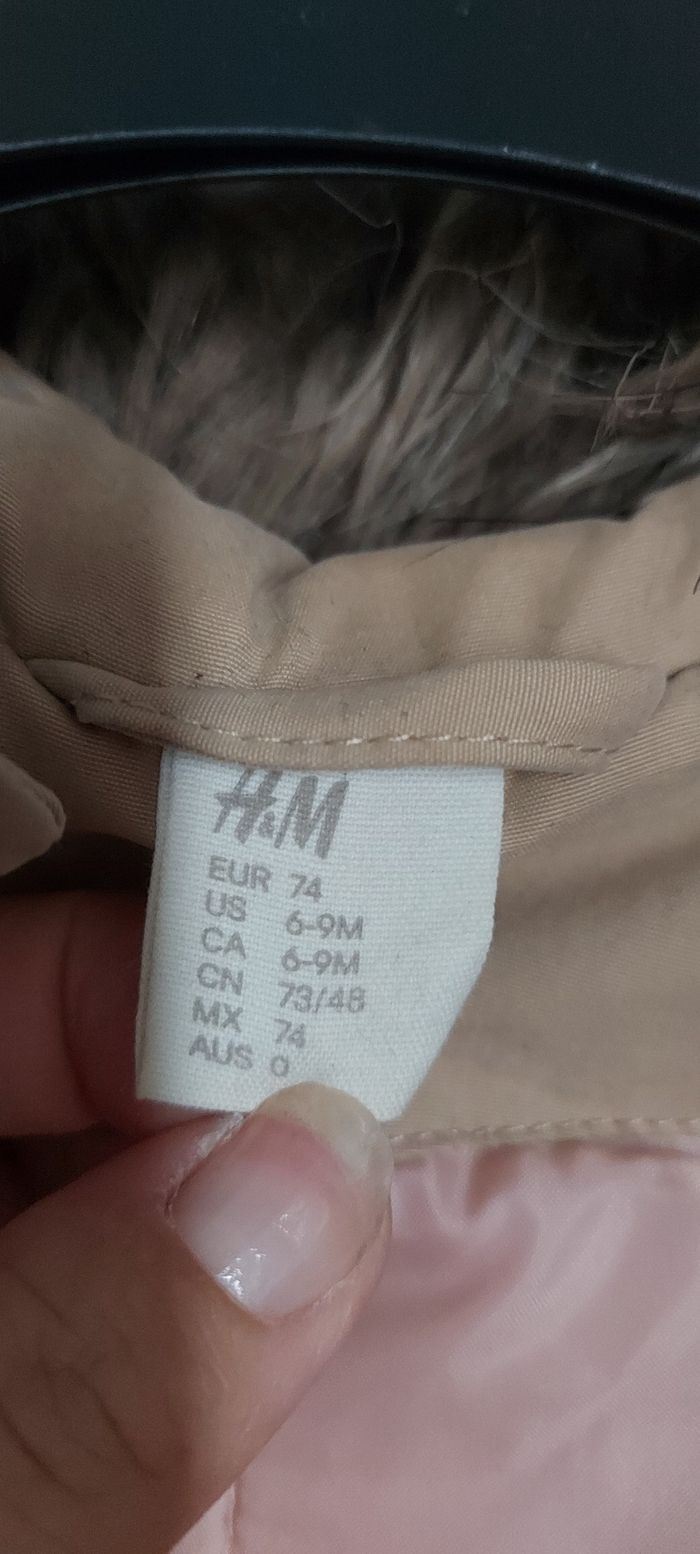 H&M
EUR 74
US 6-9M
CA 6-9M
CN 73/48
MX 74
AUS 0